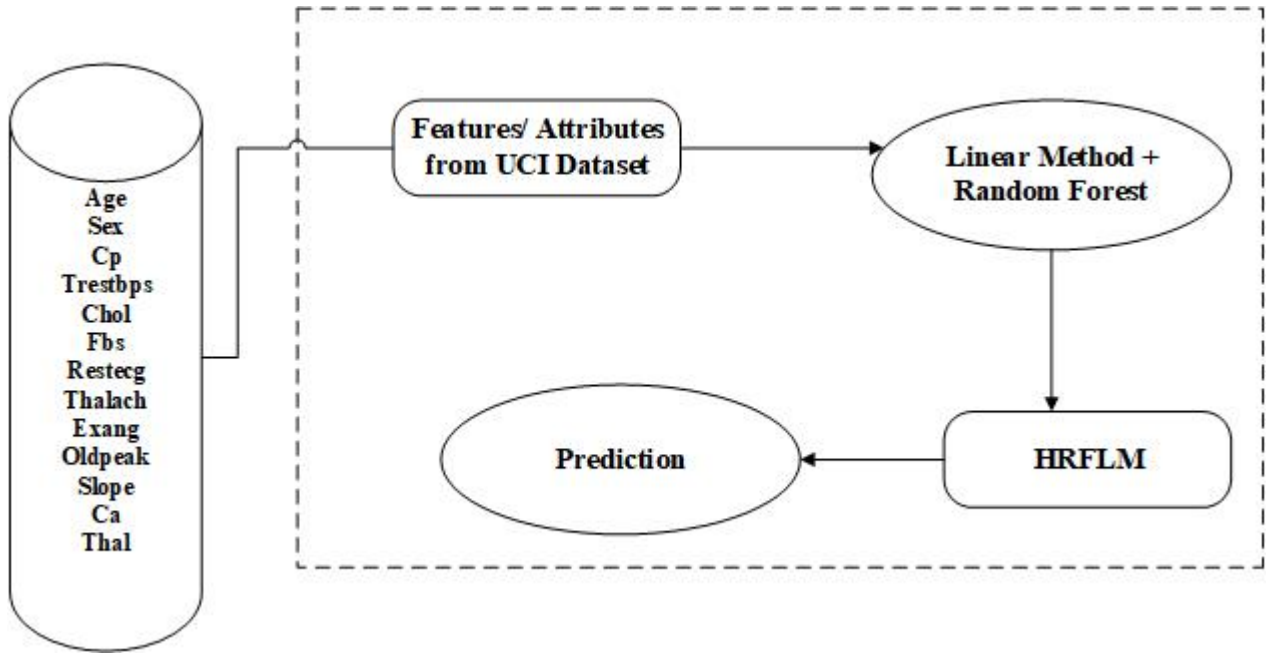 Age
Sex
Cp
Trestbps
Chol
Fbs
Restecg
Thalach
Exang
Oldpeak
Slope
Ca
Thal
Features/ Attributes
from UCI Dataset
Linear Method +
Random Forest
HRFLM
Prediction